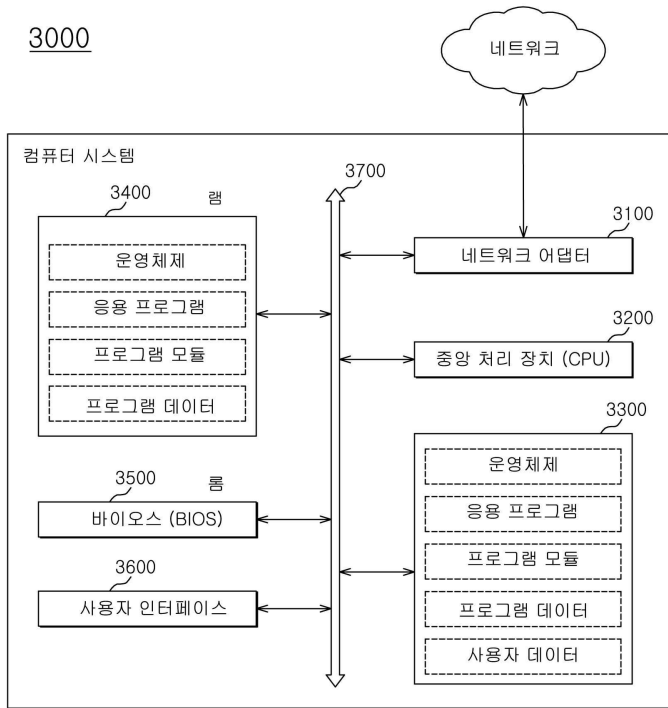 3000
네트워크
컴퓨터 시스템
3700
3400
램
운영체제
응용 프로그램
프로그램 모듈
프로그램 데이터
3100
네트워크 어댑터
3200
중앙 처리 장치 (CPU)
3300
운영체제
응용 프로그램
프로그램 모듈
프로그램 데이터
사용자 데이터
3500
롬
바이오스 (BIOS)
3600
사용자 인터페이스